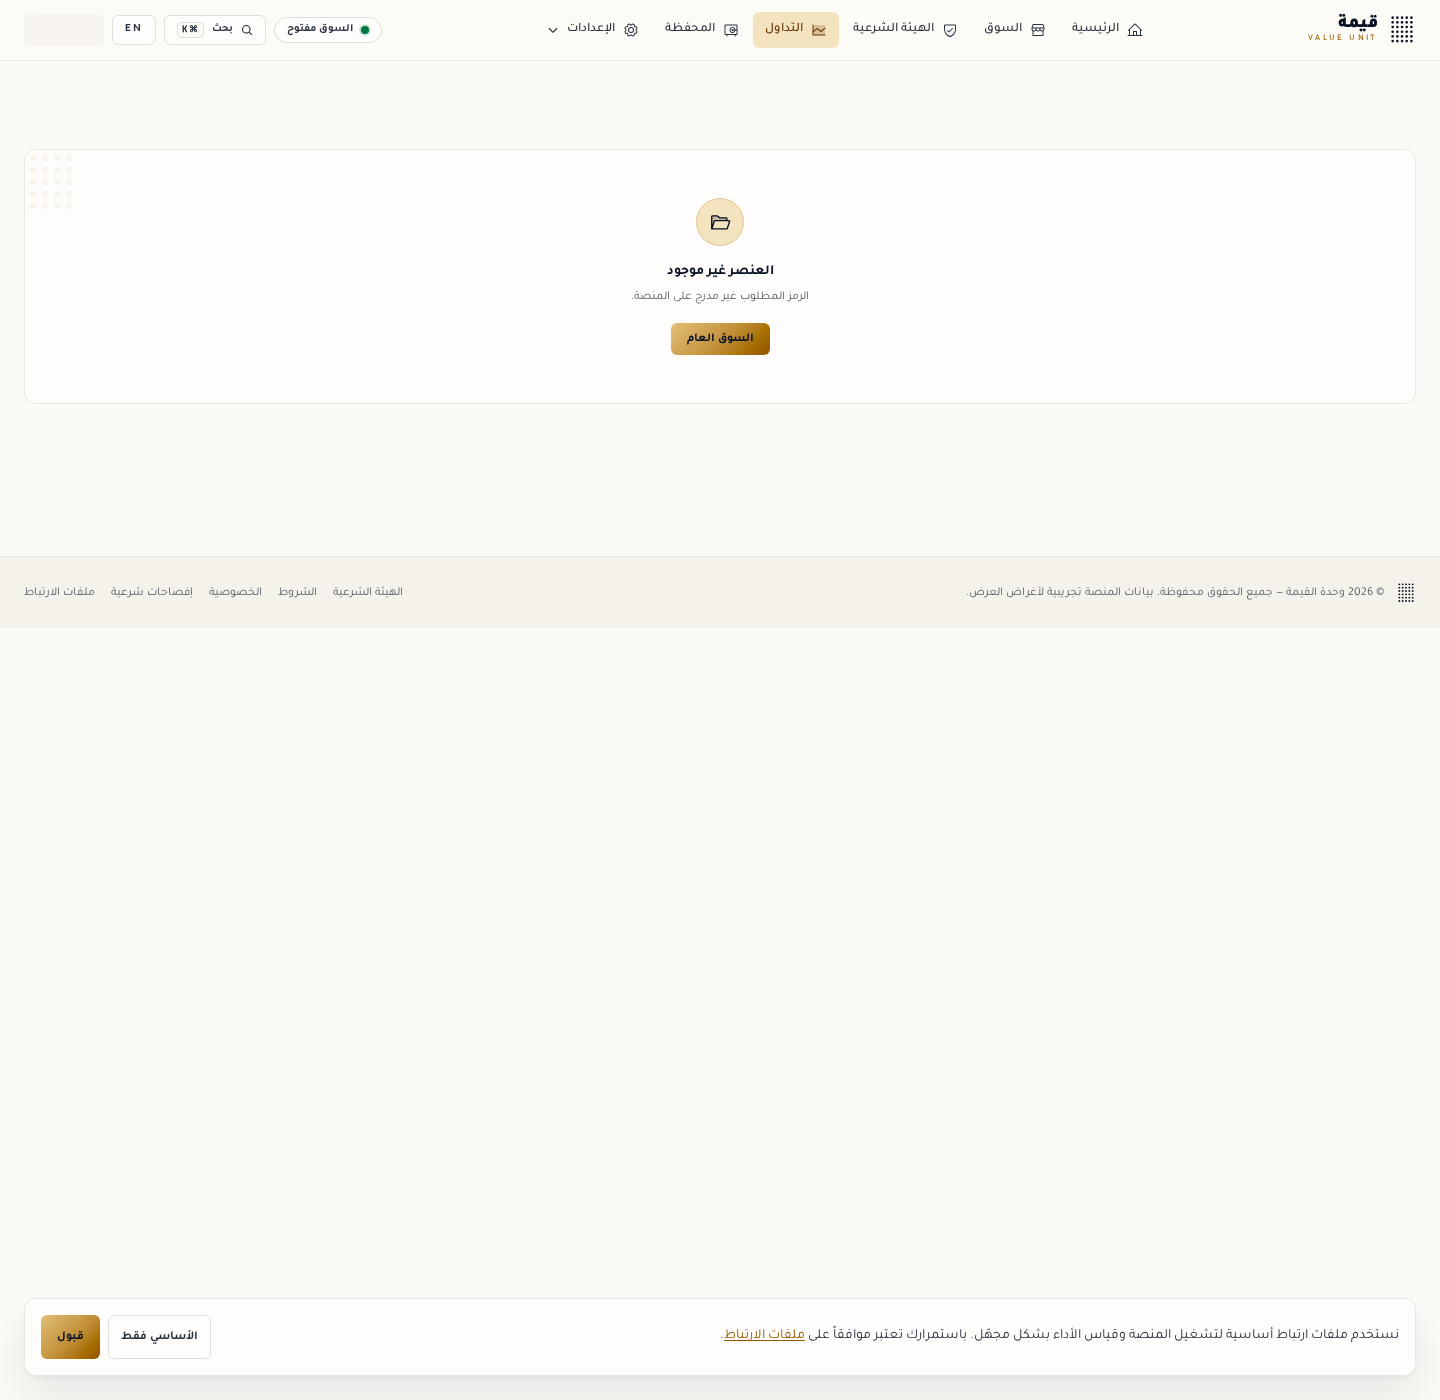 قيمة
VALUE UNIT
الرئيسية
السوق
الهيئة الشرعية
التداول
المحفظة
الإعدادات
السوق مفتوح
بحث
⌘K
EN
العنصر غير موجود
الرمز المطلوب غير مدرج على المنصة.
السوق العام
© 2026 وحدة القيمة — جميع الحقوق محفوظة. بيانات المنصة تجريبية لأغراض العرض.
الهيئة الشرعية
الشروط
الخصوصية
إفصاحات شرعية
ملفات الارتباط
نستخدم ملفات ارتباط أساسية لتشغيل المنصة وقياس الأداء بشكل مجهّل. باستمرارك تعتبر موافقاً على ملفات الارتباط.
الأساسي فقط
قبول